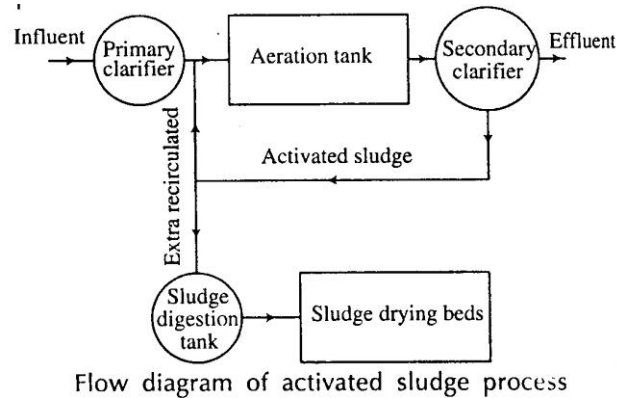 Influent
Primary
clarifier
Aeration tank
Secondary
clarifier
Effluent
Activated sludge
Extra recirculated
Sludge
digestion
tank
Sludge drying beds
Flow diagram of activated sludge process